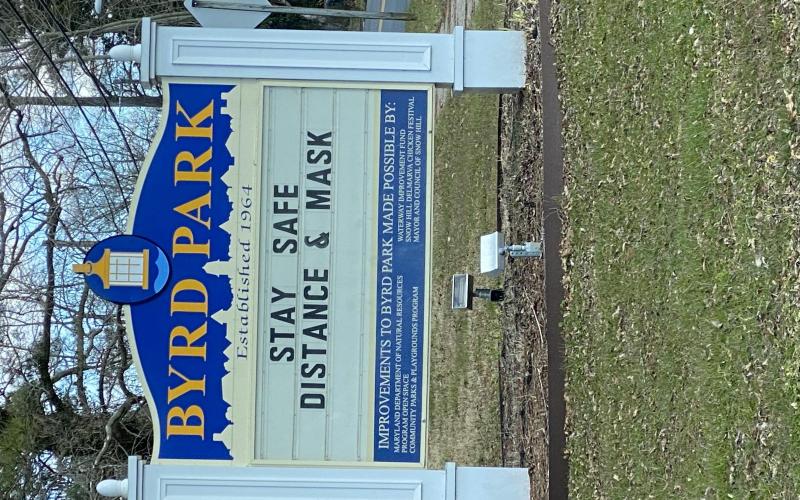 BYRD PARK
Established 1964
STAY SAFE
DISTANCE & MASK
IMPROVEMENTS TO BYRD PARK MADE POSSIBLE BY:
MARYLAND DEPARTMENT OF NATURAL RESOURCES
PROGRAM OPEN SPACE
COMMUNITY PARKS & PLAYGROUNDS PROGRAM
WATERWAY IMPROVEMENT FUND
SNOW HILL DELMARVA CHICKEN FESTIVAL
MAYOR AND COUNCIL OF SNOW HILL